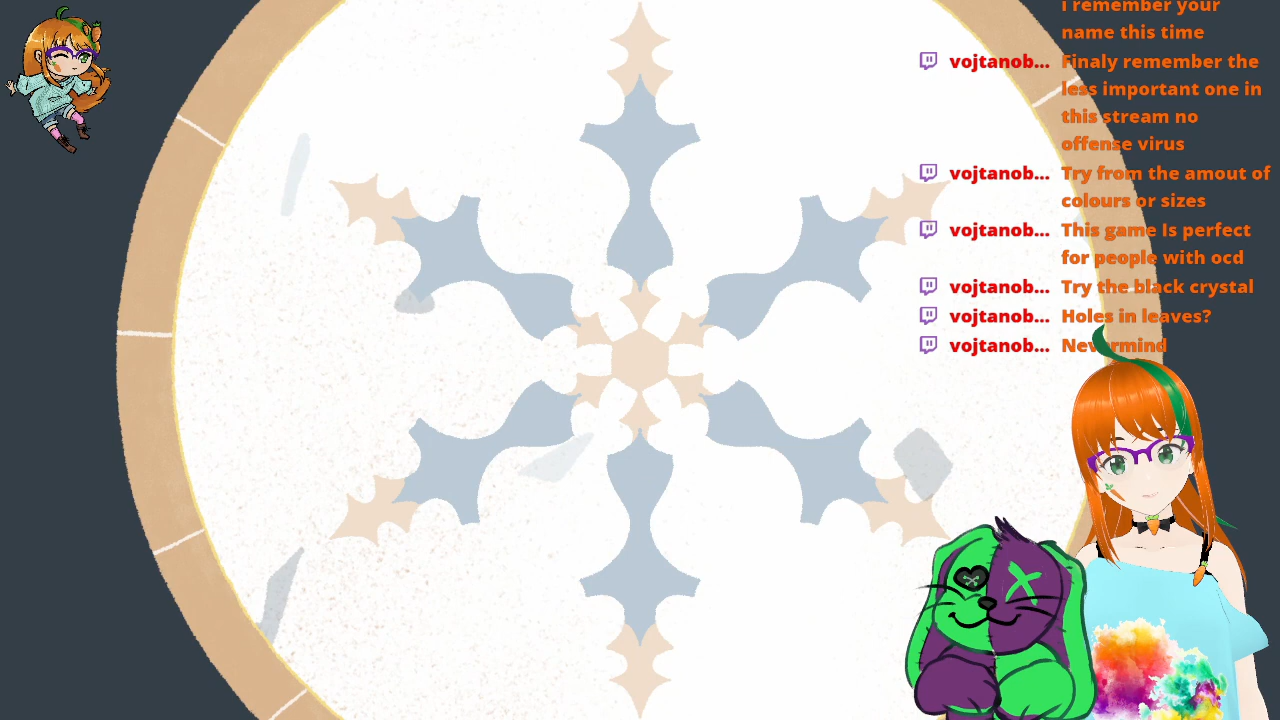 i remember your
name this time
vojtanob... Finaly remember the
less important one in
this stream no
offense virus
vojtanob... Try from the amout of
colours or sizes
vojtanob... This game Is perfect
for people with ocd
vojtanob... Try the black crystal
vojtanob... Holes in leaves?
vojtanob... Nevermind